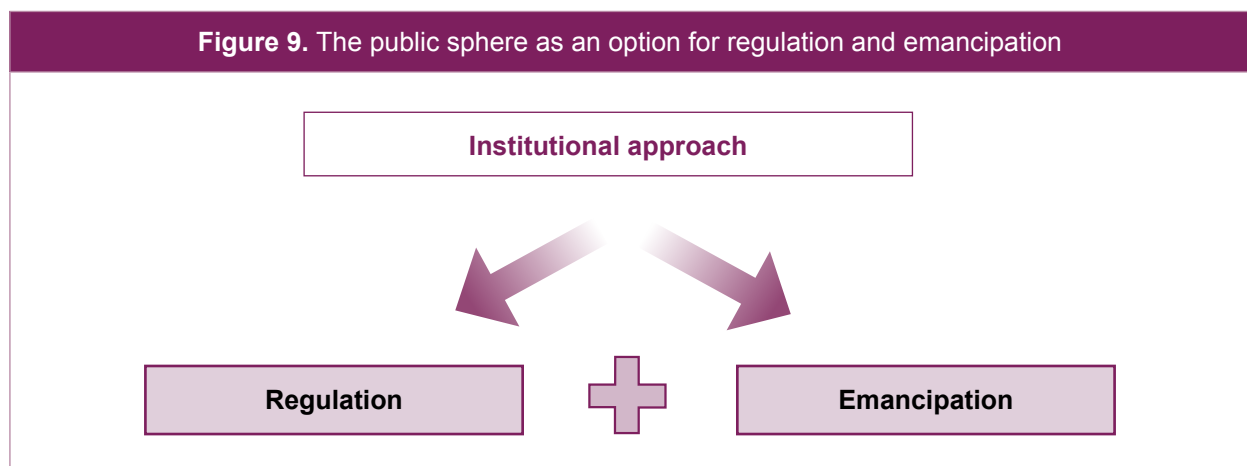 Figure 9. The public sphere as an option for regulation and emancipation
Institutional approach
Regulation
Emancipation